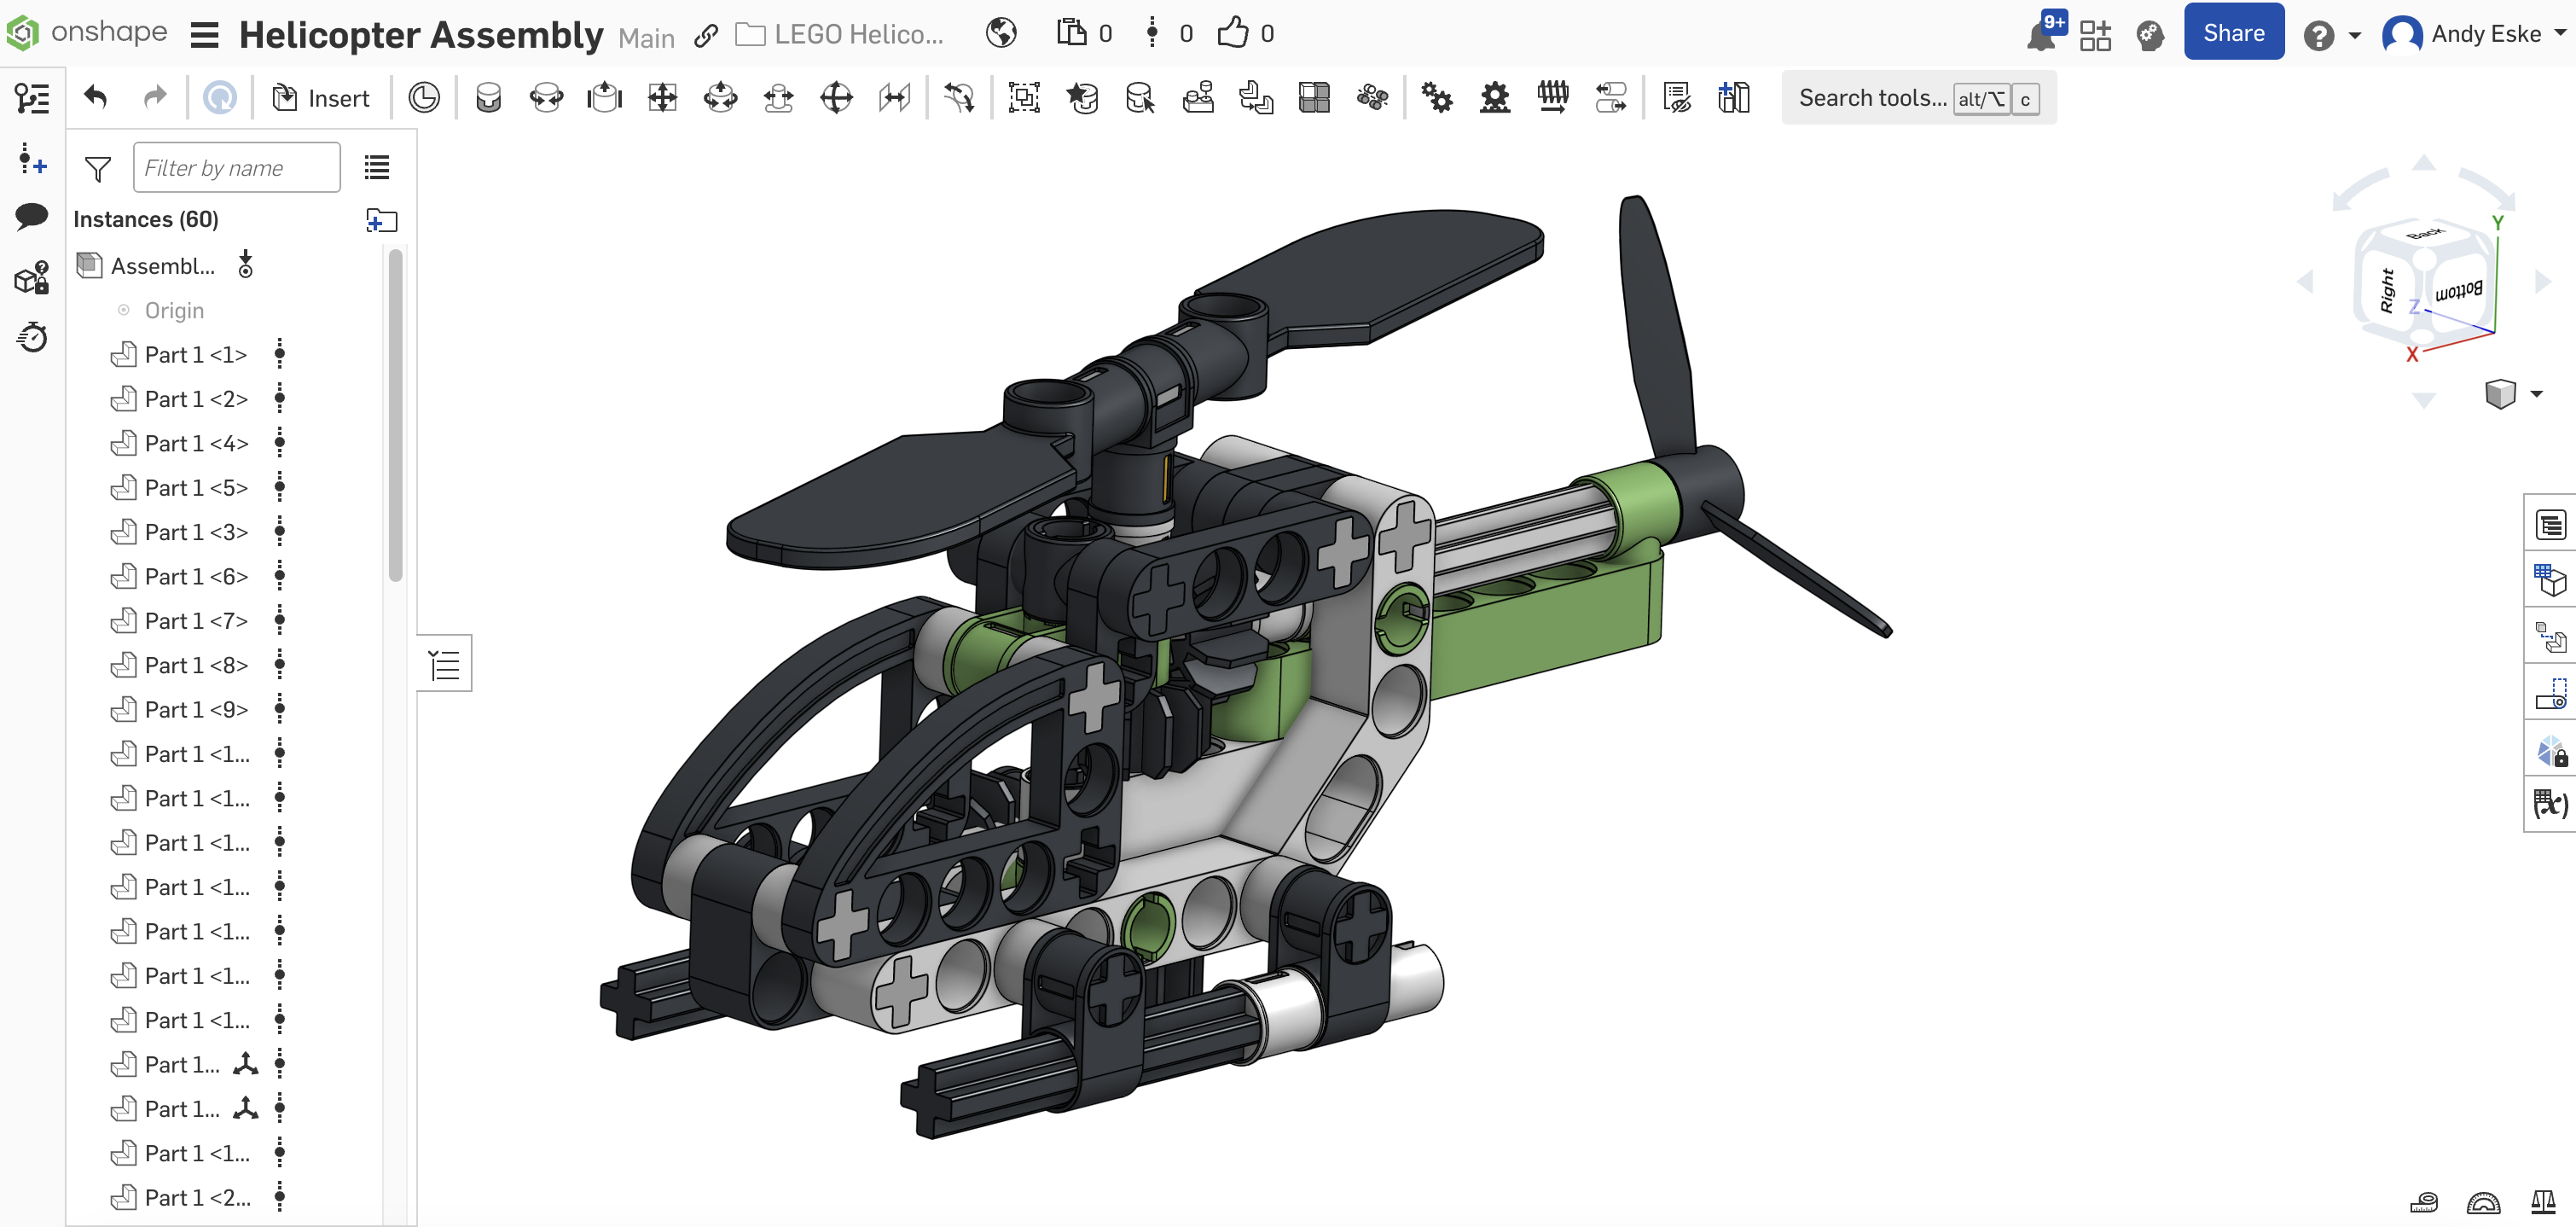 onshape Helicopter Assembly Main LEGO Helico... 0 0 0 9+ Share Andy Eske
Insert Search tools... alt/⌥ c
Filter by name
Instances (60)
Assembl...
Origin
Part 1 <1>
Part 1 <2>
Part 1 <4>
Part 1 <5>
Part 1 <3>
Part 1 <6>
Part 1 <7>
Part 1 <8>
Part 1 <9>
Part 1 <1...
Part 1 <1...
Part 1 <1...
Part 1 <1...
Part 1 <1...
Part 1 <1...
Part 1 <1...
Part 1...
Part 1...
Part 1 <1...
Part 1 <2...
Y
Back
Right
Bottom
Z
X
(x)